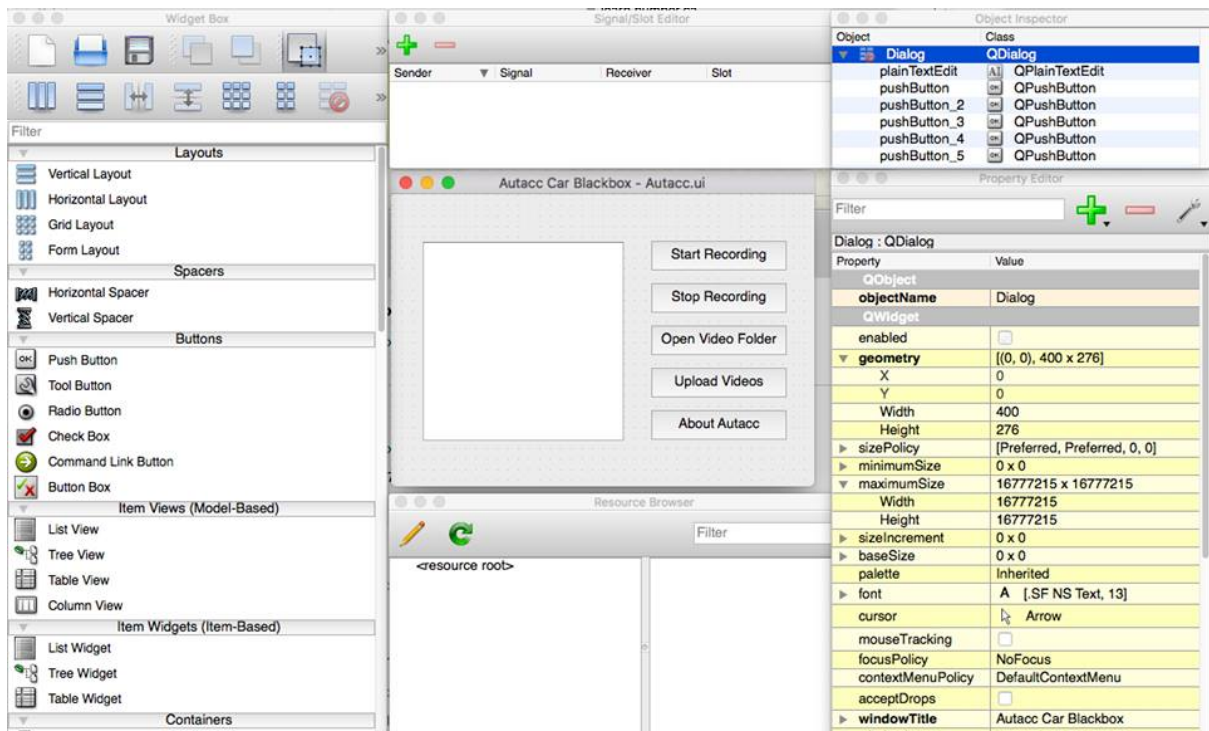 Widget Box
Filter
Layouts
Vertical Layout
Horizontal Layout
Grid Layout
Form Layout
Spacers
Horizontal Spacer
Vertical Spacer
Buttons
OK Push Button
Tool Button
Radio Button
Check Box
Command Link Button
Button Box
Item Views (Model-Based)
List View
Tree View
Table View
Column View
Item Widgets (Item-Based)
List Widget
Tree Widget
Table Widget
Containers
Signal/Slot Editor
Sender Signal Receiver Slot
Autacc Car Blackbox - Autacc.ui
Start Recording
Stop Recording
Open Video Folder
Upload Videos
About Autacc
Resource Browser
Filter
<resource root>
Object Inspector
Object Class
Dialog QDialog
plainTextEdit AI QPlainTextEdit
pushButton OK QPushButton
pushButton_2 OK QPushButton
pushButton_3 OK QPushButton
pushButton_4 OK QPushButton
pushButton_5 OK QPushButton
Property Editor
Filter
Dialog : QDialog
Property Value
QObject
objectName Dialog
QWidget
enabled
geometry [(0, 0), 400 x 276]
X 0
Y 0
Width 400
Height 276
sizePolicy [Preferred, Preferred, 0, 0]
minimumSize 0 x 0
maximumSize 16777215 x 16777215
Width 16777215
Height 16777215
sizeIncrement 0 x 0
baseSize 0 x 0
palette Inherited
font A [.SF NS Text, 13]
cursor Arrow
mouseTracking
focusPolicy NoFocus
contextMenuPolicy DefaultContextMenu
acceptDrops
windowTitle Autacc Car Blackbox